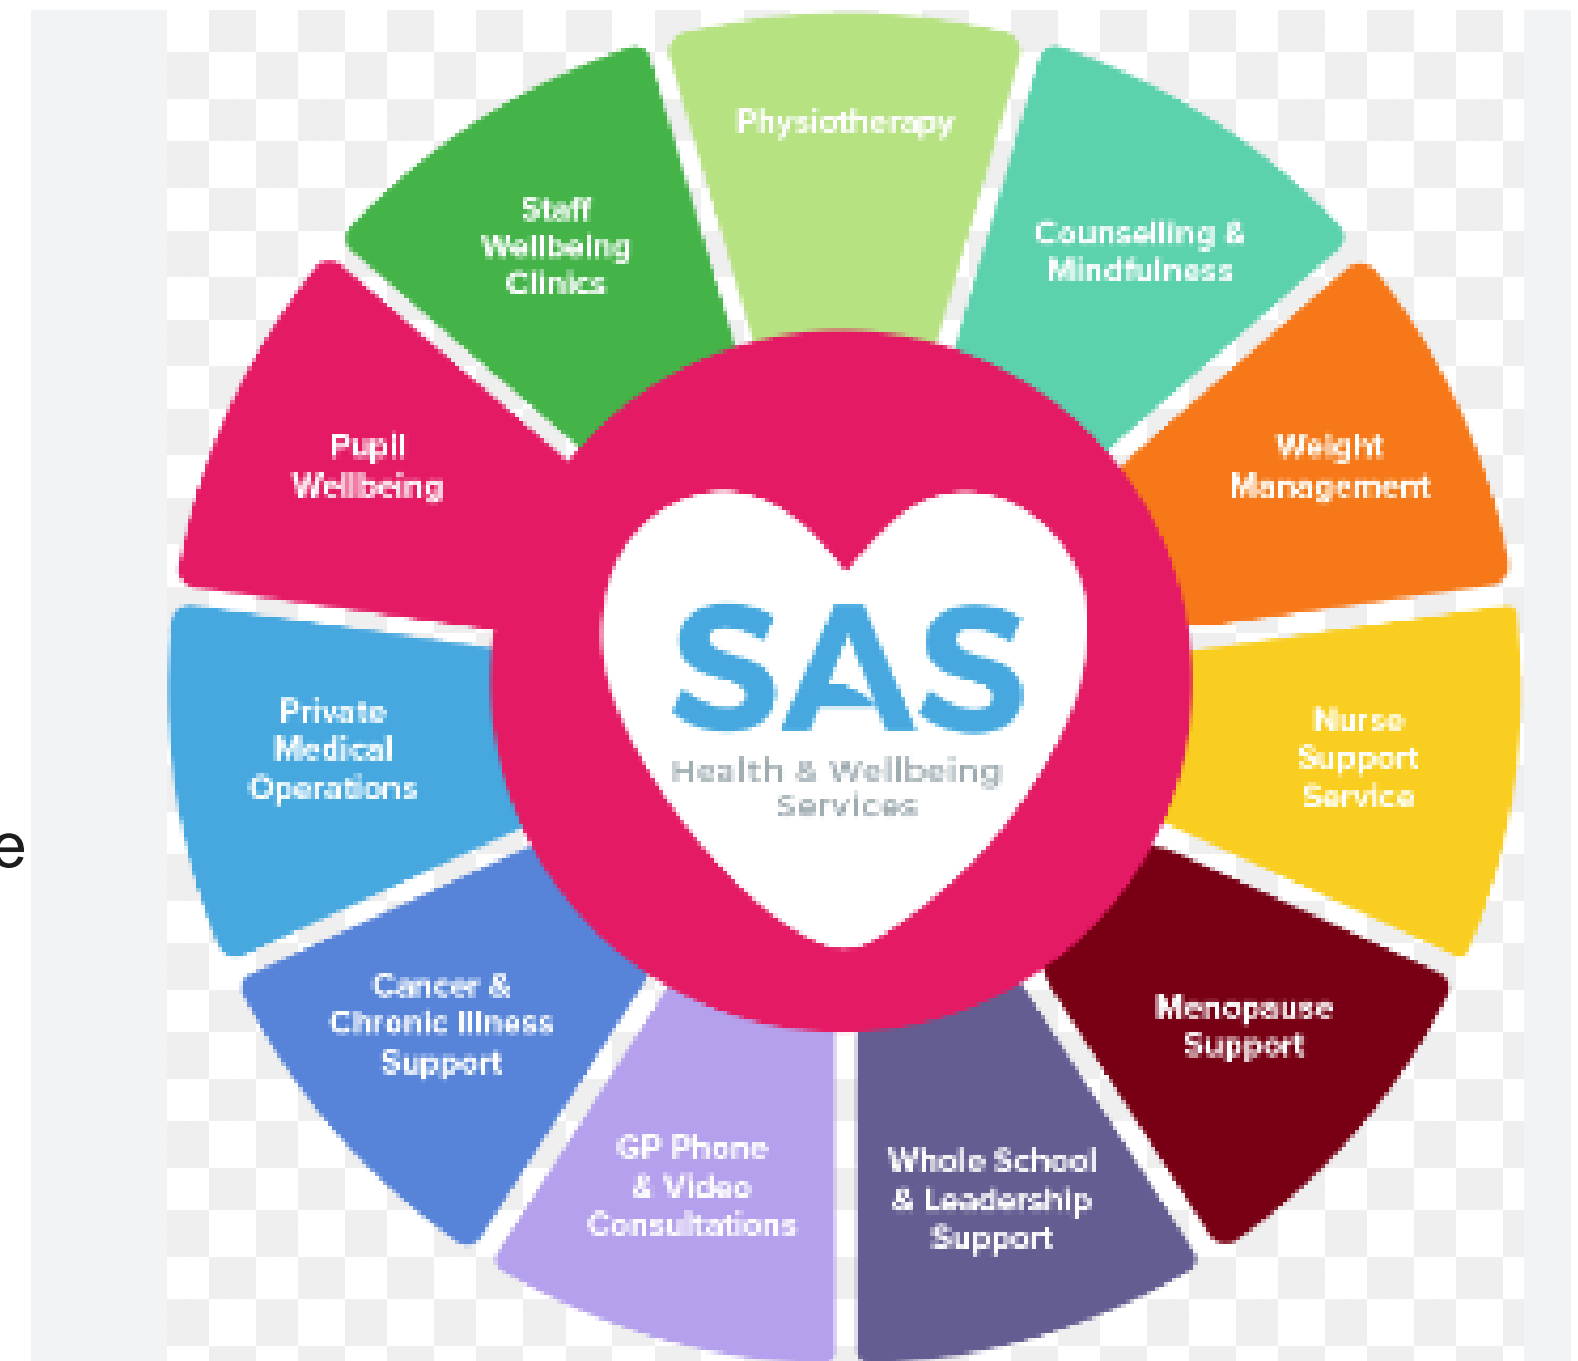 Physiotherapy
Counselling &
Mindfulness
Weight
Management
Nurse
Support
Service
Menopause
Support
Whole School
& Leadership
Support
GP Phone
& Video
Consultations
Cancer &
Chronic Illness
Support
Private
Medical
Operations
Pupil
Wellbeing
Staff
Wellbeing
Clinics
SAS
Health & Wellbeing
Services
e